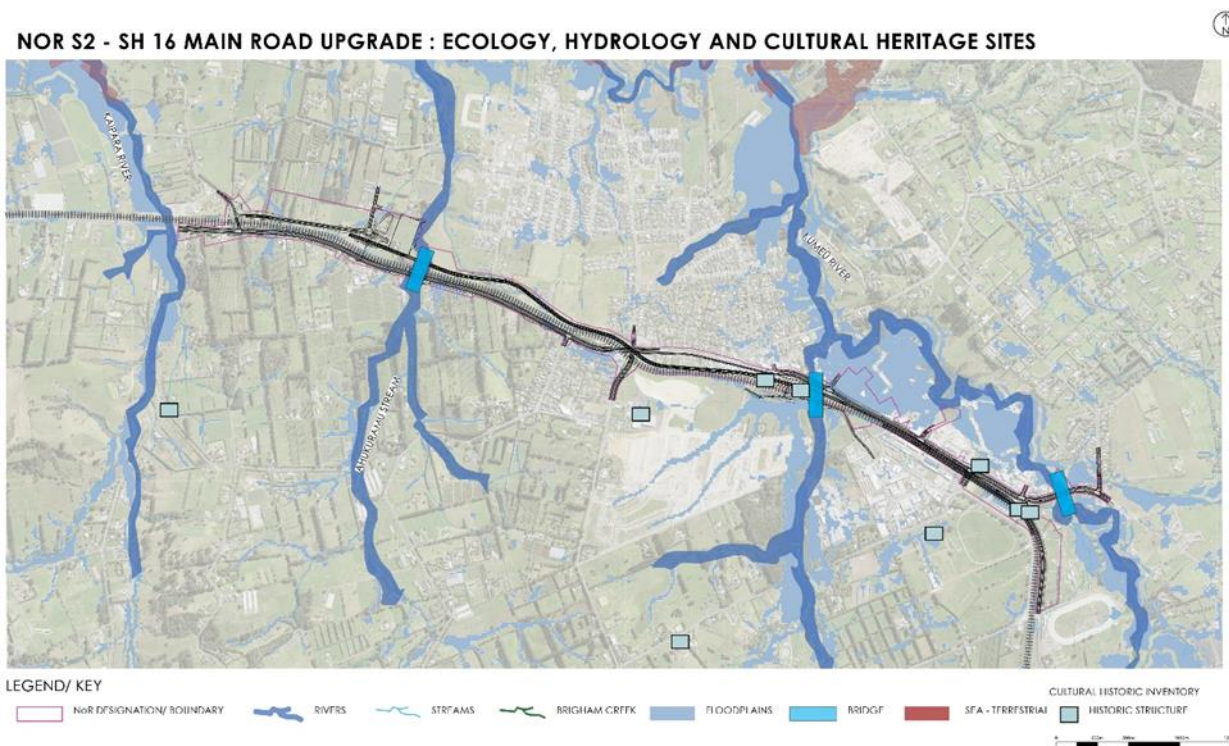 NOR S2 - SH 16 MAIN ROAD UPGRADE : ECOLOGY, HYDROLOGY AND CULTURAL HERITAGE SITES
N
KAIPARA RIVER
KUMEU RIVER
AHUKURAMU STREAM
LEGEND/ KEY
CULTURAL HISTORIC INVENTORY
NoR DESIGNATION/ BOUNDARY
RIVERS
STREAMS
BRIGHAM CREEK
FLOODPLAINS
BRIDGE
SEA - TERRESTRIAL
HISTORIC STRUCTURE